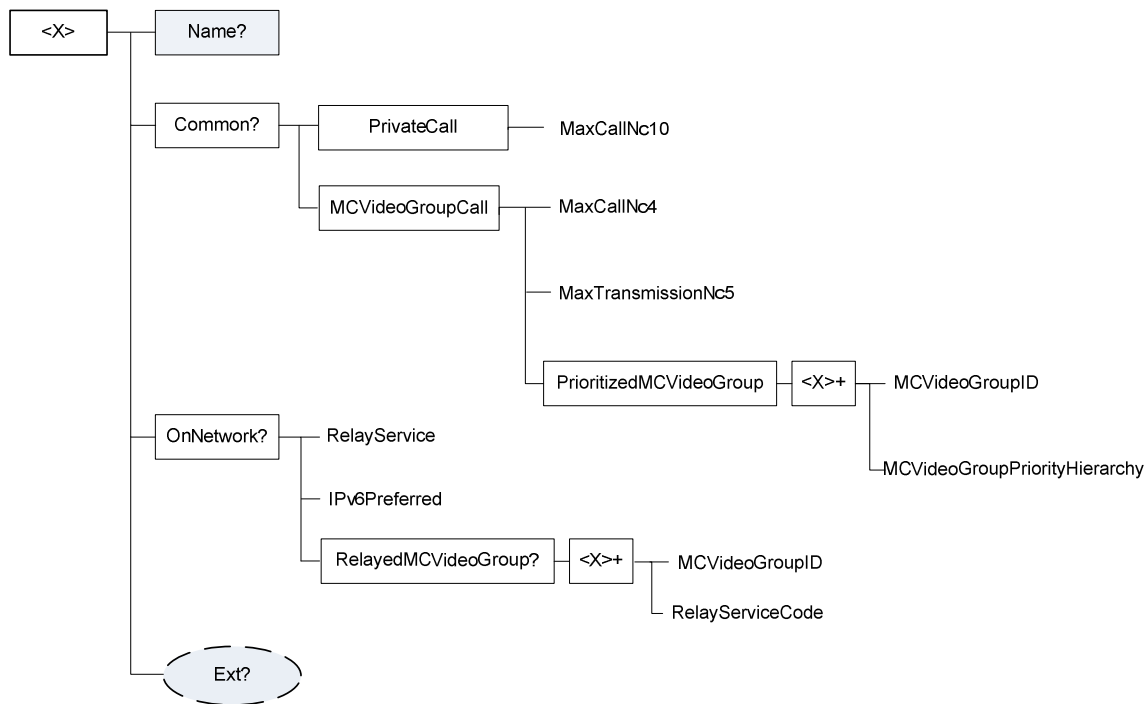 <X>
Name?
Common?
PrivateCall
MaxCallNc10
MCVideoGroupCall
MaxCallNc4
MaxTransmissionNc5
PrioritizedMCVideoGroup
<X>+
MCVideoGroupID
MCVideoGroupPriorityHierarchy
OnNetwork?
RelayService
IPv6Preferred
RelayedMCVideoGroup?
<X>+
MCVideoGroupID
RelayServiceCode
Ext?